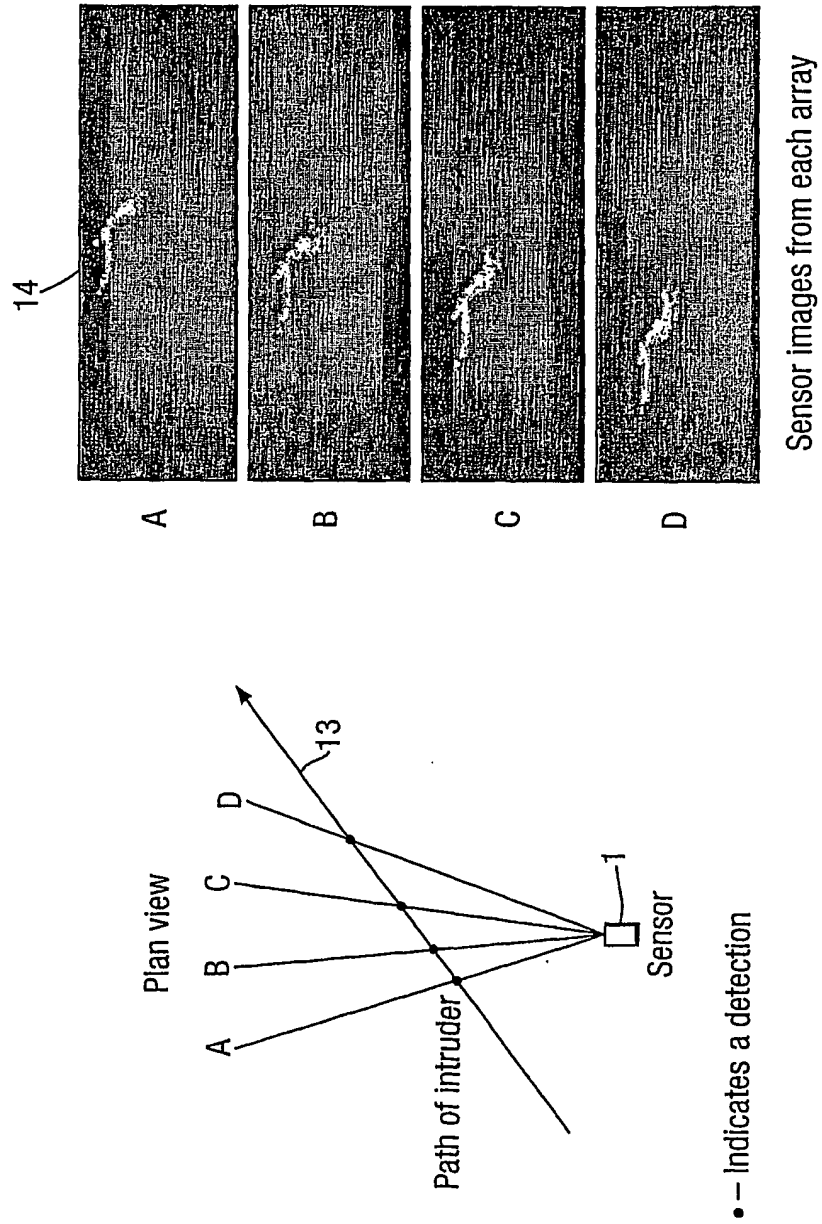 Plan view
A
B
C
D
13
Path of intruder
1
Sensor
• – Indicates a detection
14
A
B
C
D
Sensor images from each array